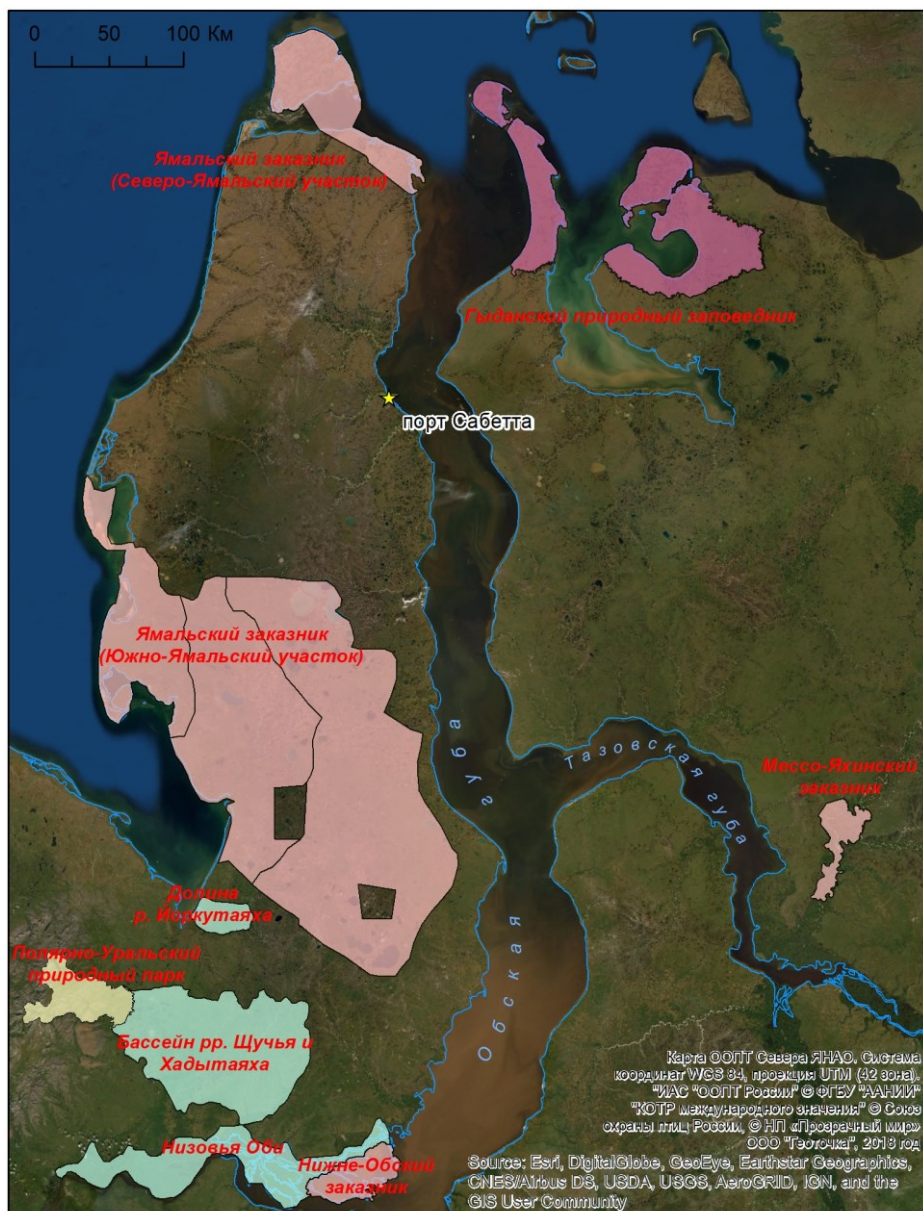 0 50 100 Км
Ямальский заказник
(Северо-Ямальский участок)
Гыданский природный заповедник
порт Сабетта
Ямальский заказник
(Южно-Ямальский участок)
Обская губа
Тазовская губа
Мессо-Яхинский
заказник
Долина
р. Йоркутаяха
Полярно-Уральский
природный парк
Бассейн рр. Щучья и
Хадытаяха
Низовья Оби
Нижне-Обский
заказник
Карта ООПТ Севера ЯНАО. Система
координат WGS 84, проекция UTM (42 зона).
"ИАС "ООПТ России" © ФГБУ "ААНИИ"
"КОТР международного значения" © Союз
охраны птиц России, © НП «Прозрачный мир»
ООО "Геоточка", 2018 год
Source: Esri, DigitalGlobe, GeoEye, Earthstar Geographics,
CNES/Airbus DS, USDA, USGS, AeroGRID, IGN, and the
GIS User Community